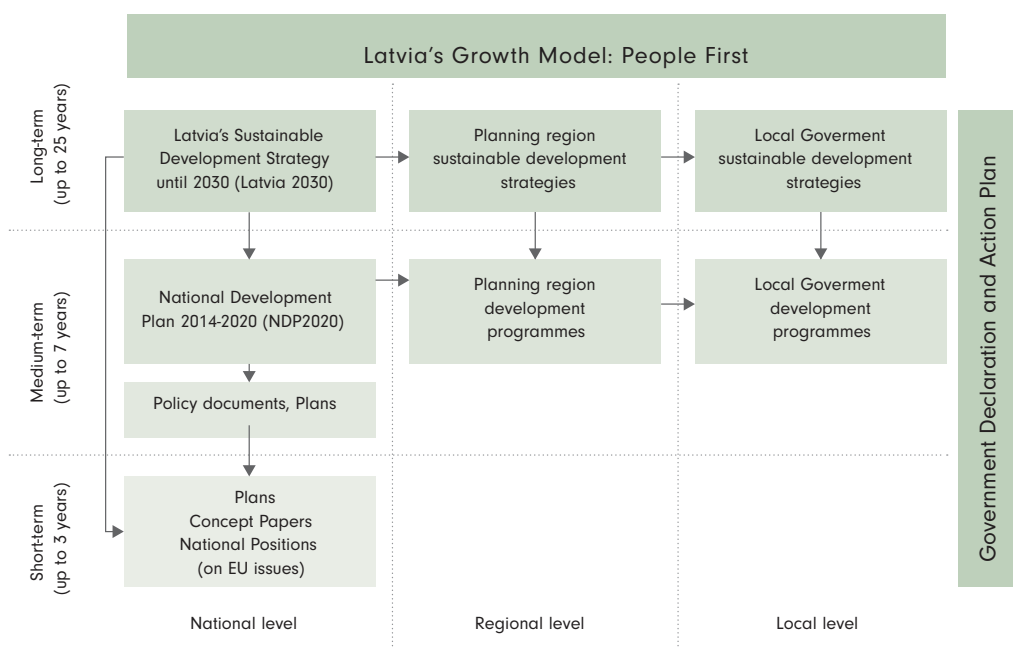 Latvia's Growth Model: People First
Long-term
(up to 25 years)
Latvia's Sustainable
Development Strategy
until 2030 (Latvia 2030)
Planning region
sustainable development
strategies
Local Goverment
sustainable development
strategies
Government Declaration and Action Plan
Medium-term
(up to 7 years)
National Development
Plan 2014-2020 (NDP2020)
Planning region
development
programmes
Local Goverment
development
programmes
Policy documents, Plans
Short-term
(up to 3 years)
Plans
Concept Papers
National Positions
(on EU issues)
National level
Regional level
Local level